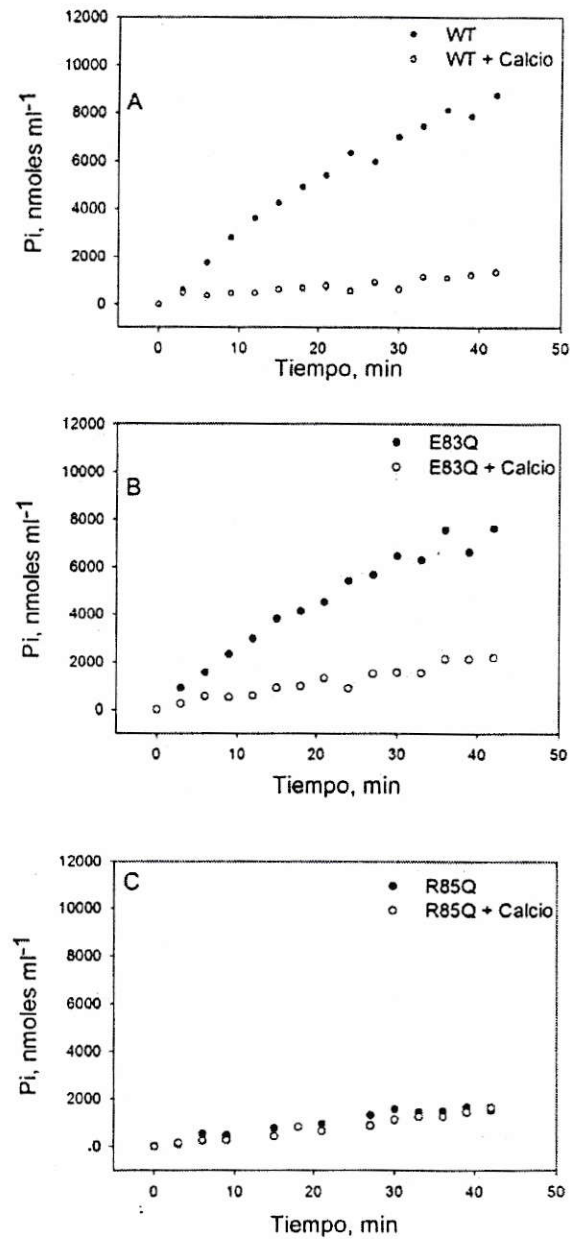 12000
10000
8000
6000
4000
2000
0
Pi, nmoles ml-1
A
WT
WT + Calcio
0 10 20 30 40 50
Tiempo, min
12000
10000
8000
6000
4000
2000
0
Pi, nmoles ml-1
B
E83Q
E83Q + Calcio
0 10 20 30 40 50
Tiempo, min
12000
10000
8000
6000
4000
2000
.0
Pi, nmoles ml-1
C
R85Q
R85Q + Calcio
0 10 20 30 40 50
Tiempo, min